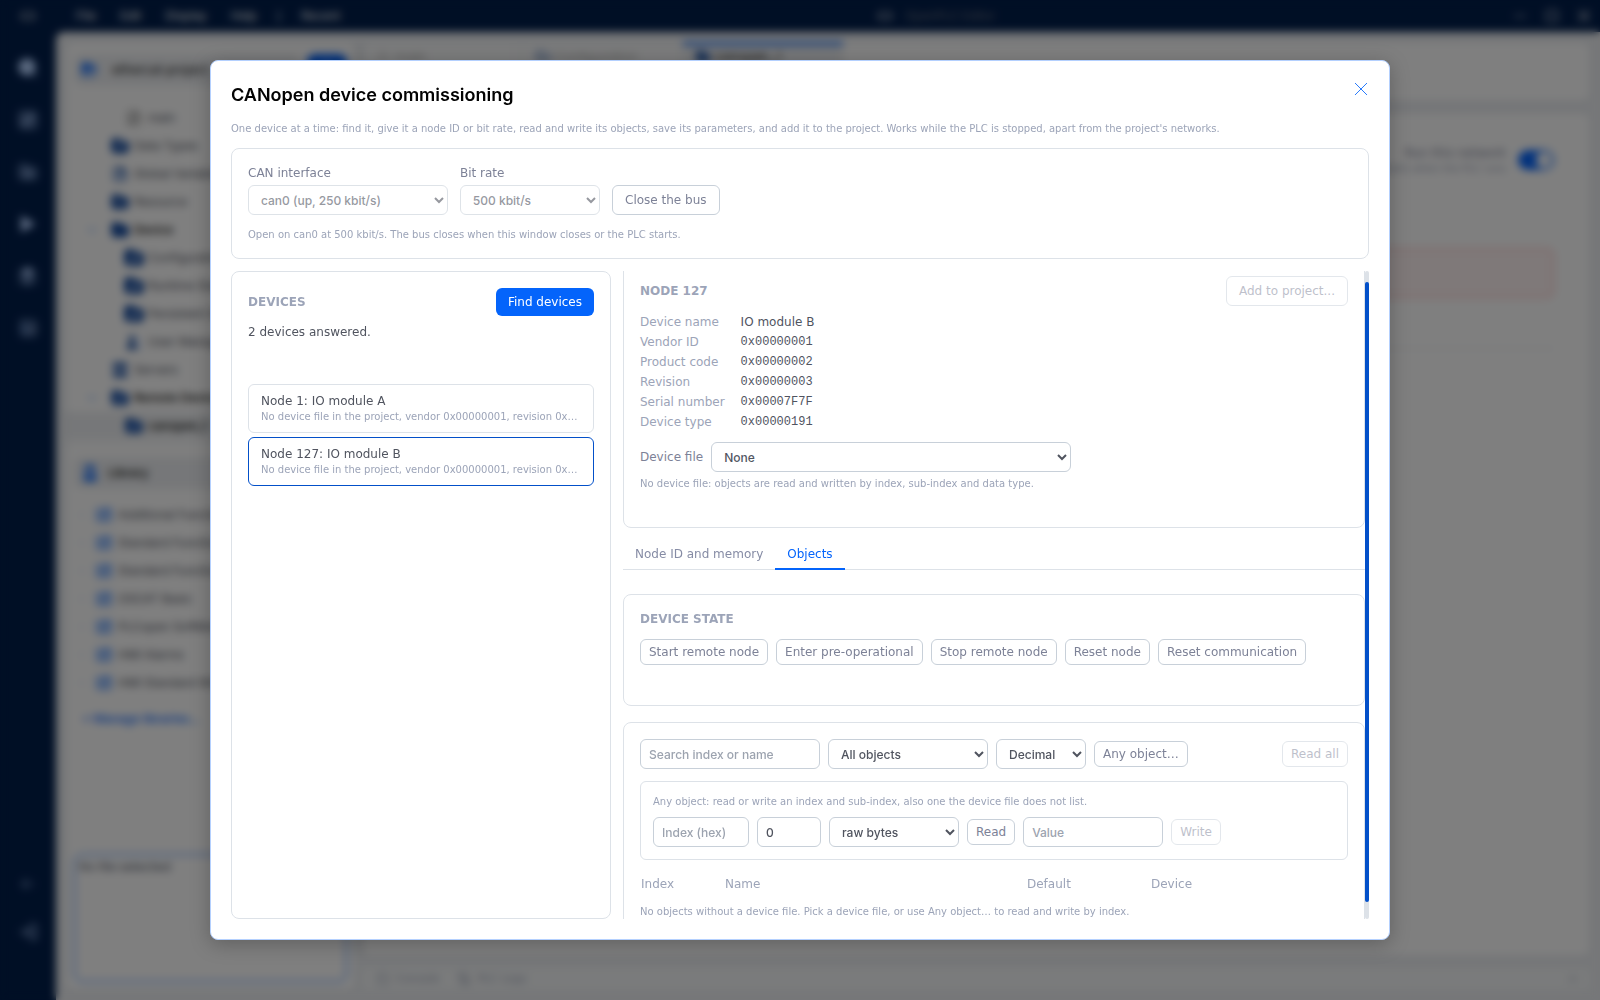 CANopen device commissioning
One device at a time: find it, give it a node ID or bit rate, read and write its objects, save its parameters, and add it to the project. Works while the PLC is stopped, apart from the project's networks.
CAN interface
Bit rate
can0 (up, 250 kbit/s)
500 kbit/s
Close the bus
Open on can0 at 500 kbit/s. The bus closes when this window closes or the PLC starts.
DEVICES
Find devices
2 devices answered.
Node 1: IO module A
No device file in the project, vendor 0x00000001, revision 0x...
Node 127: IO module B
No device file in the project, vendor 0x00000001, revision 0x...
NODE 127
Add to project...
Device name IO module B
Vendor ID 0x00000001
Product code 0x00000002
Revision 0x00000003
Serial number 0x00007F7F
Device type 0x00000191
Device file None
No device file: objects are read and written by index, sub-index and data type.
Node ID and memory
Objects
DEVICE STATE
Start remote node
Enter pre-operational
Stop remote node
Reset node
Reset communication
Search index or name
All objects
Decimal
Any object...
Read all
Any object: read or write an index and sub-index, also one the device file does not list.
Index (hex)
0
raw bytes
Read
Value
Write
Index Name Default Device
No objects without a device file. Pick a device file, or use Any object... to read and write by index.